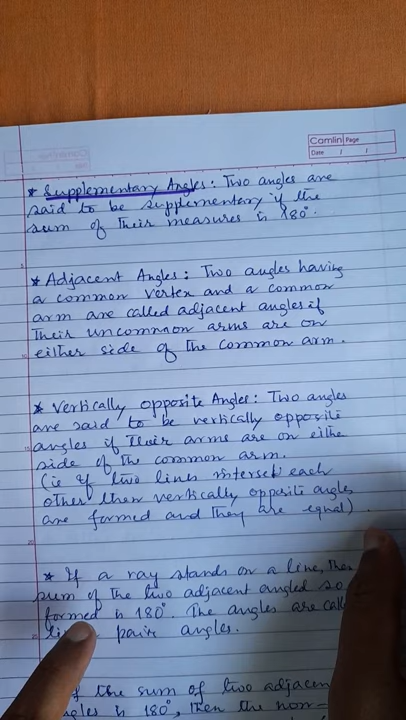 Camlin Page
Date / /
* Supplementary Angles: Two angles are
said to be supplementary if the
sum of their measures is 180°.
* Adjacent Angles: Two angles having
a common vertex and a common
arm are called adjacent angles if
their uncommon arms are on
either side of the common arm.
* Vertically opposite Angles: Two angles
are said to be vertically opposite
angles if their arms are on eithe
side of the common arm.
(ie if two lines intersect each
other then vertically opposite angles
are formed and they are equal)
* If a ray stands on a line, then
sum of the two adjacent angled so
formed is 180°. The angles are call
pair angles.
If the sum of two adjacen
is 180°, then the non-